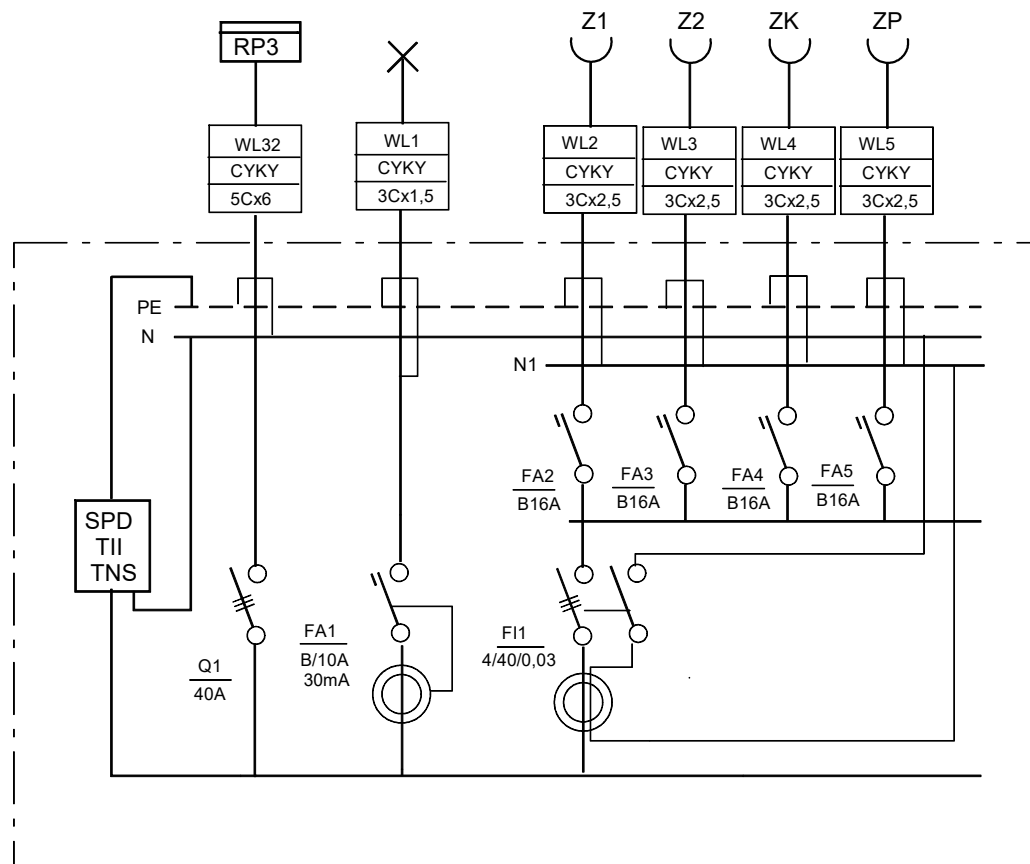 RP3
Z1
Z2
ZK
ZP
WL32
CYKY
5Cx6
WL1
CYKY
3Cx1,5
WL2
CYKY
3Cx2,5
WL3
CYKY
3Cx2,5
WL4
CYKY
3Cx2,5
WL5
CYKY
3Cx2,5
PE
N
N1
FA2
B16A
FA3
B16A
FA4
B16A
FA5
B16A
SPD
TII
TNS
Q1
40A
FA1
B/10A
30mA
FI1
4/40/0,03